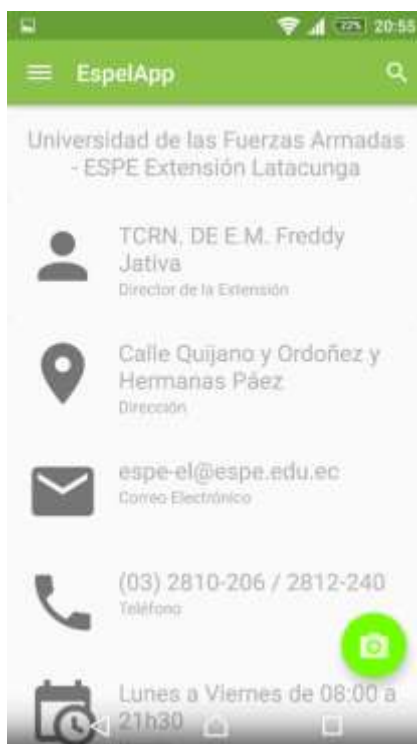 22% 20:55
EspelApp
Universidad de las Fuerzas Armadas
- ESPE Extensión Latacunga
TCRN. DE E.M. Freddy
Jativa
Director de la Extensión
Calle Quijano y Ordoñez y
Hermanas Páez
Dirección
espe-el@espe.edu.ec
Correo Electrónico
(03) 2810-206 / 2812-240
Teléfono
Lunes a Viernes de 08:00 a
21h30